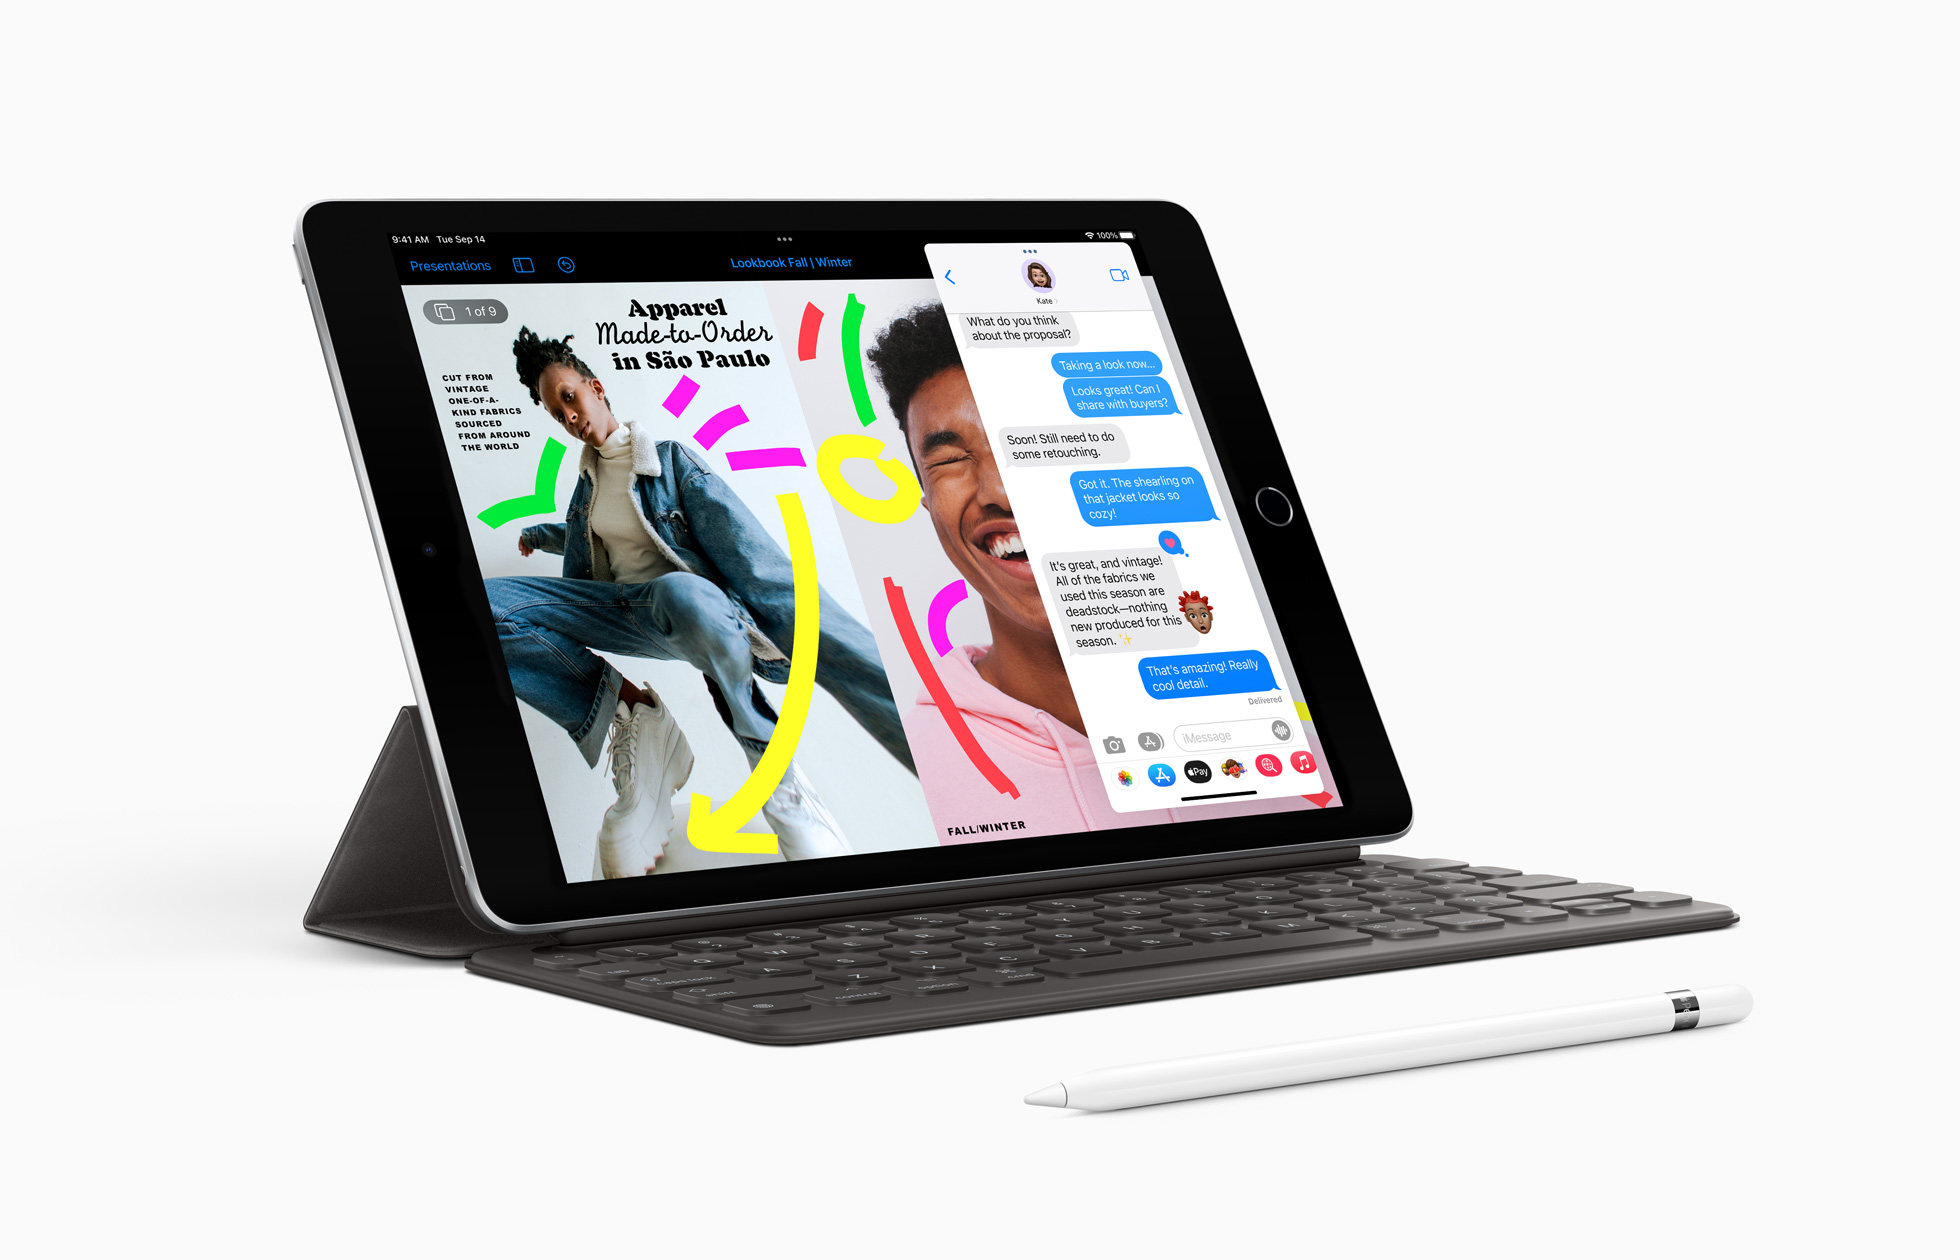 9:41 AM Tue Sep 14
100%
Presentations
Lookbook Fall | Winter
1 of 9
Apparel
Made-to-Order
in São Paulo
CUT FROM
VINTAGE
ONE-OF-A-
KIND FABRICS
SOURCED
FROM AROUND
THE WORLD
FALL/WINTER
Kate
What do you think
about the proposal?
Taking a look now...
Looks great! Can I
share with buyers?
Soon! Still need to do
some retouching.
Got it. The shearling on
that jacket looks so
cozy!
It's great, and vintage!
All of the fabrics we
used this season are
deadstock—nothing
new produced for this
season. ✨
That's amazing! Really
cool detail.
Delivered
iMessage
Pay
Q W E R T Y U
A S D F
shift Z X C V B N M
control option cmd